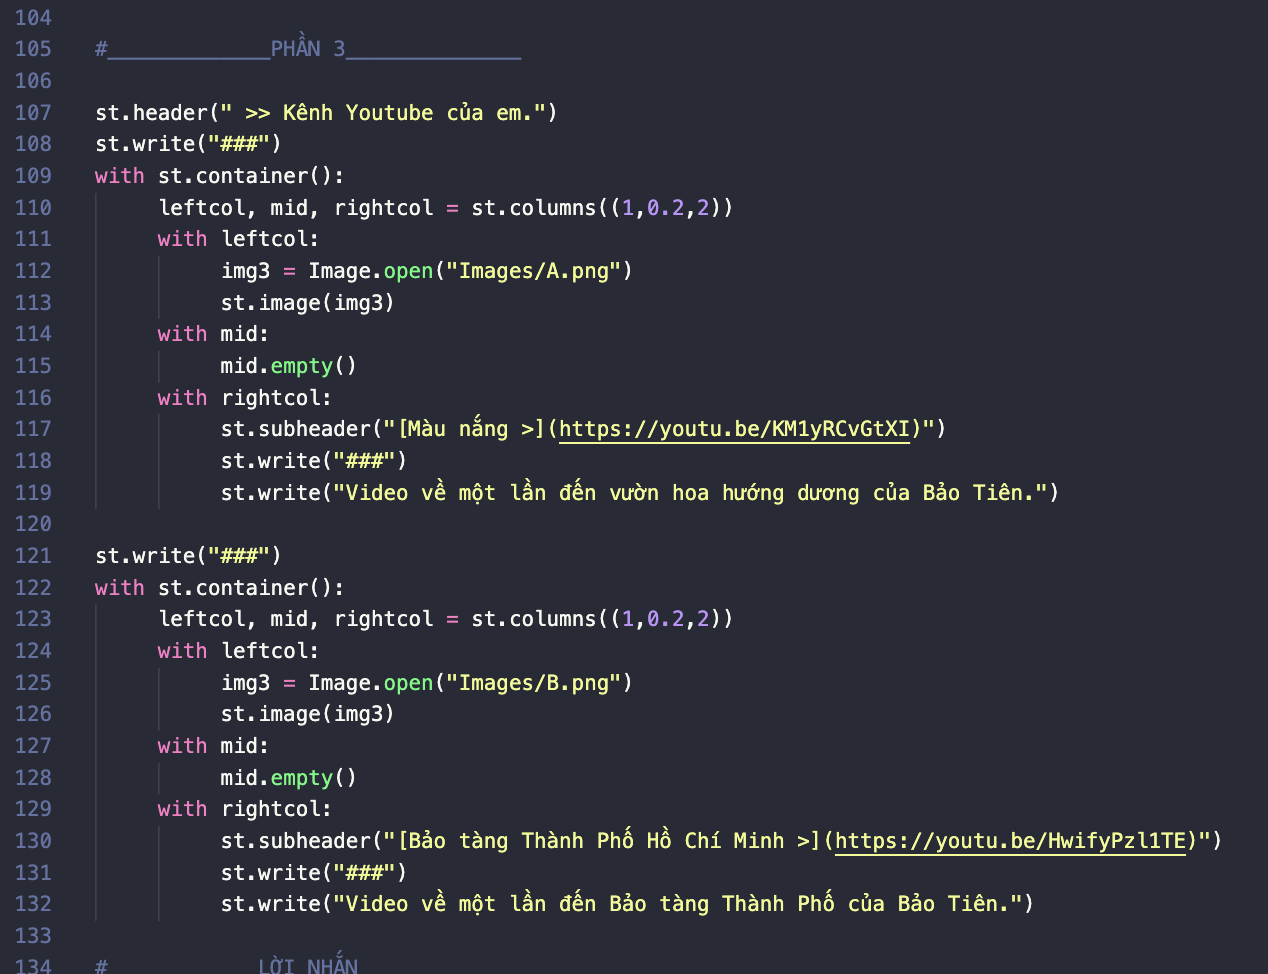 104
105 #_____________PHẦN 3______________
106
107 st.header(" >> Kênh Youtube của em.")
108 st.write("###")
109 with st.container():
110 leftcol, mid, rightcol = st.columns((1,0.2,2))
111 with leftcol:
112 img3 = Image.open("Images/A.png")
113 st.image(img3)
114 with mid:
115 mid.empty()
116 with rightcol:
117 st.subheader("[Màu nắng >](https://youtu.be/KM1yRCvGtXI)")
118 st.write("###")
119 st.write("Video về một lần đến vườn hoa hướng dương của Bảo Tiên.")
120
121 st.write("###")
122 with st.container():
123 leftcol, mid, rightcol = st.columns((1,0.2,2))
124 with leftcol:
125 img3 = Image.open("Images/B.png")
126 st.image(img3)
127 with mid:
128 mid.empty()
129 with rightcol:
130 st.subheader("[Bảo tàng Thành Phố Hồ Chí Minh >](https://youtu.be/HwifyPzl1TE)")
131 st.write("###")
132 st.write("Video về một lần đến Bảo tàng Thành Phố của Bảo Tiên.")
133
134 # LỜI NHẮN